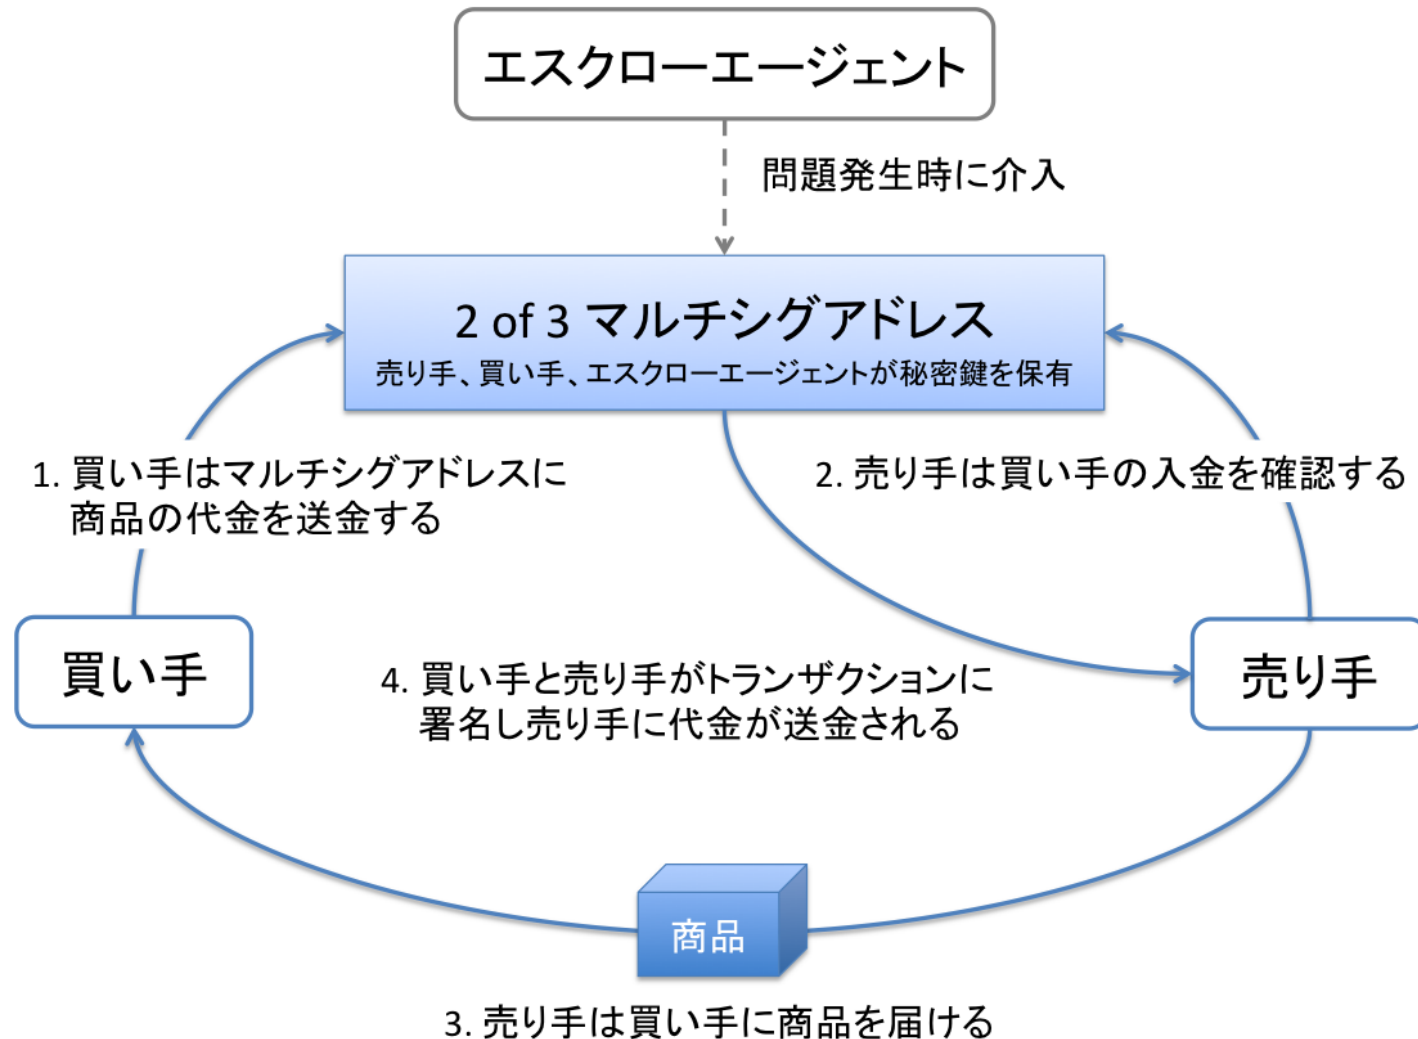 エスクローエージェント
問題発生時に介入
2 of 3 マルチシグアドレス
売り手、買い手、エスクローエージェントが秘密鍵を保有
1. 買い手はマルチシグアドレスに
商品の代金を送金する
2. 売り手は買い手の入金を確認する
買い手
4. 買い手と売り手がトランザクションに
署名し売り手に代金が送金される
売り手
商品
3. 売り手は買い手に商品を届ける